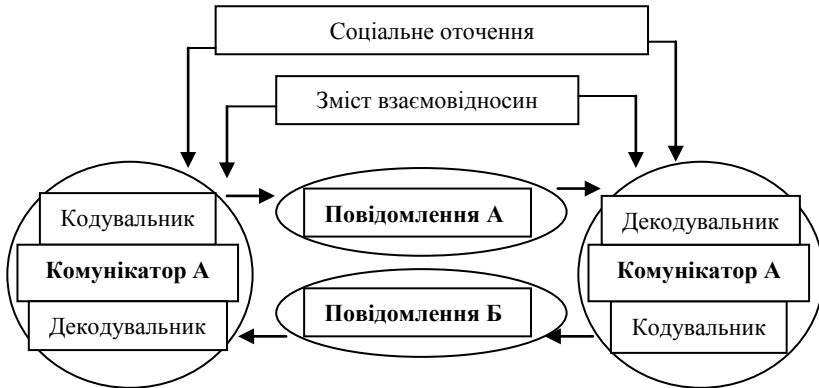 Соціальне оточення
Зміст взаємовідносин
Кодувальник
Комунікатор А
Декодувальник
Повідомлення А
Повідомлення Б
Декодувальник
Комунікатор А
Кодувальник